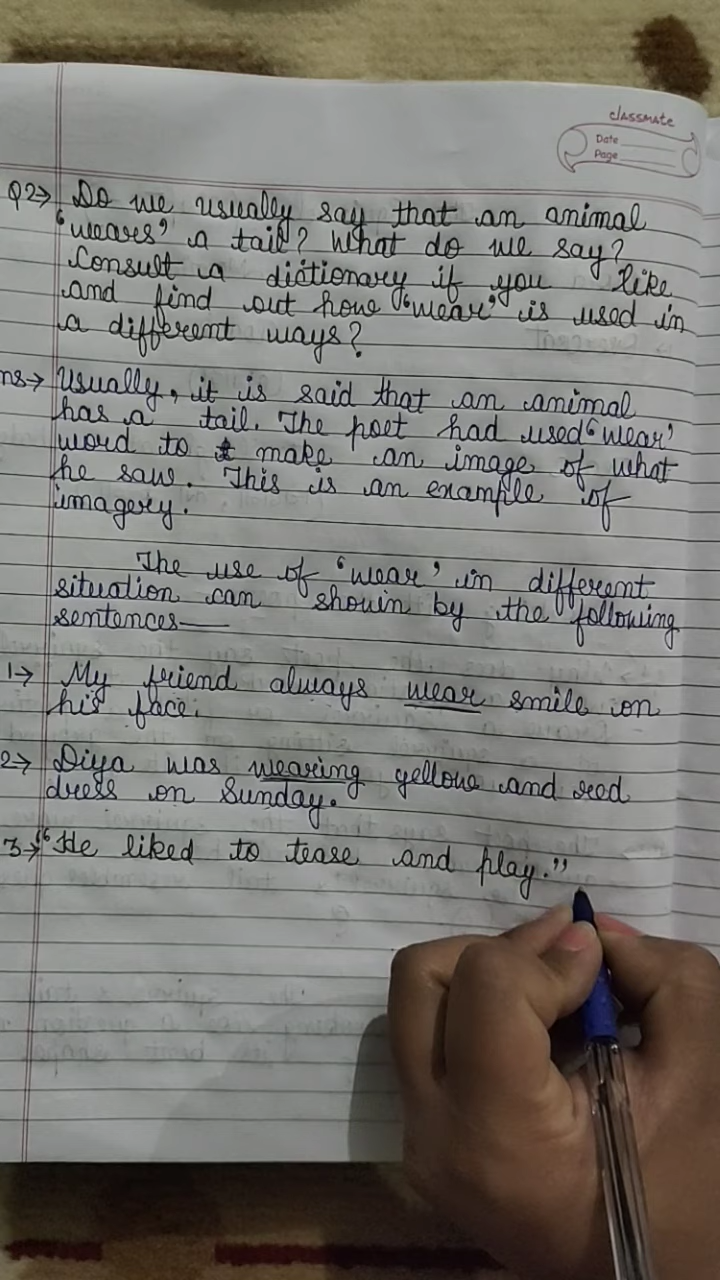 classmate
Date
Page
Q2→ Do we usually say that an animal
'weares' a tail? What do we say?
Consult a dictionary if you like
and find out howe 'wear' is used in
a different ways?
ns→ Usually, it is said that an animal
has a tail. The poet had used 'wear'
word to make an image of what
he saw. This is an example of
imagery.
The use of 'wear' in different
situation can showin by the following
sentences—
1→ My friend always wear smile on
his face.
2→ Diya was wearing yellowe and red
dress on Sunday.
3→ "He liked to tease and play."